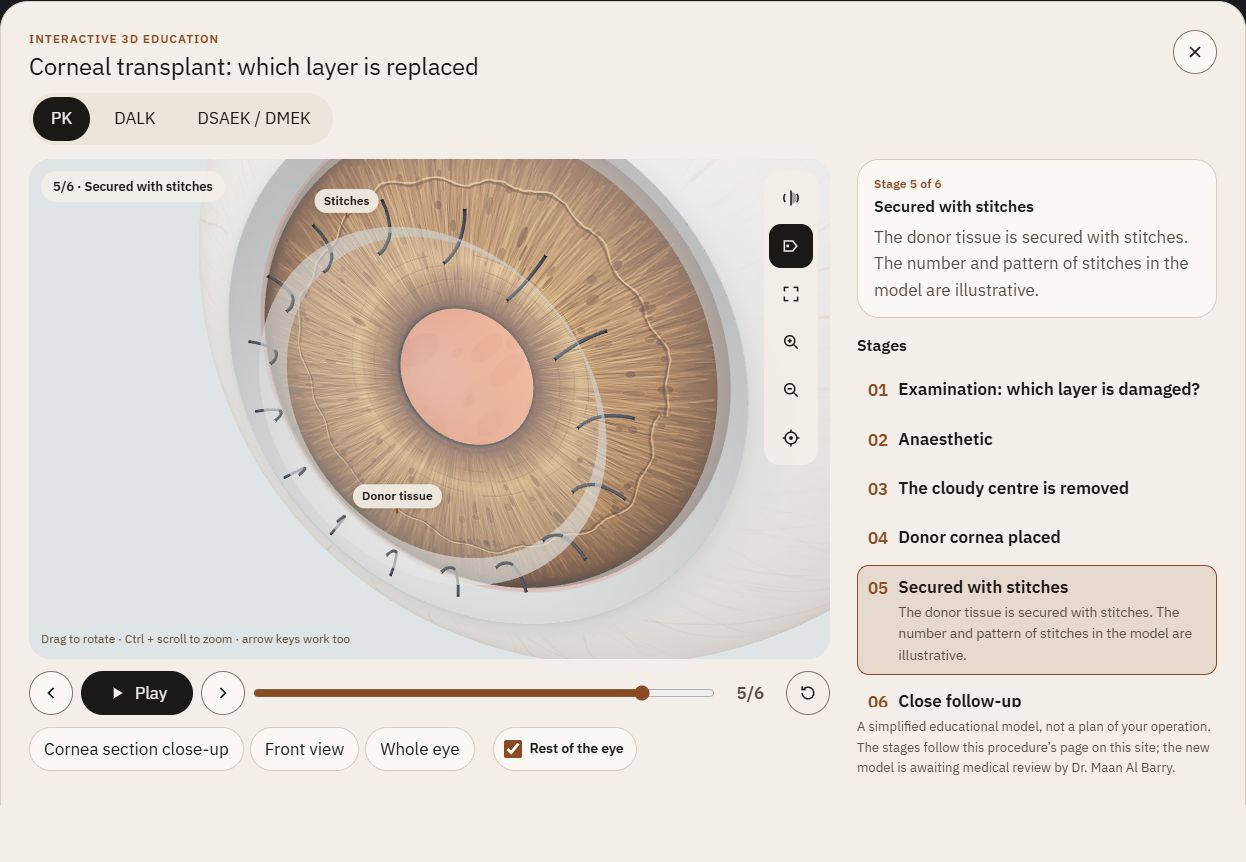 INTERACTIVE 3D EDUCATION
Corneal transplant: which layer is replaced
PK
DALK
DSAEK / DMEK
5/6 · Secured with stitches
Stitches
Donor tissue
Drag to rotate · Ctrl + scroll to zoom · arrow keys work too
Play
5/6
Cornea section close-up
Front view
Whole eye
Rest of the eye
Stage 5 of 6
Secured with stitches
The donor tissue is secured with stitches.
The number and pattern of stitches in the
model are illustrative.
Stages
01 Examination: which layer is damaged?
02 Anaesthetic
03 The cloudy centre is removed
04 Donor cornea placed
05 Secured with stitches
The donor tissue is secured with stitches. The
number and pattern of stitches in the model are
illustrative.
06 Close follow-up
A simplified educational model, not a plan of your operation.
The stages follow this procedure's page on this site; the new
model is awaiting medical review by Dr. Maan Al Barry.